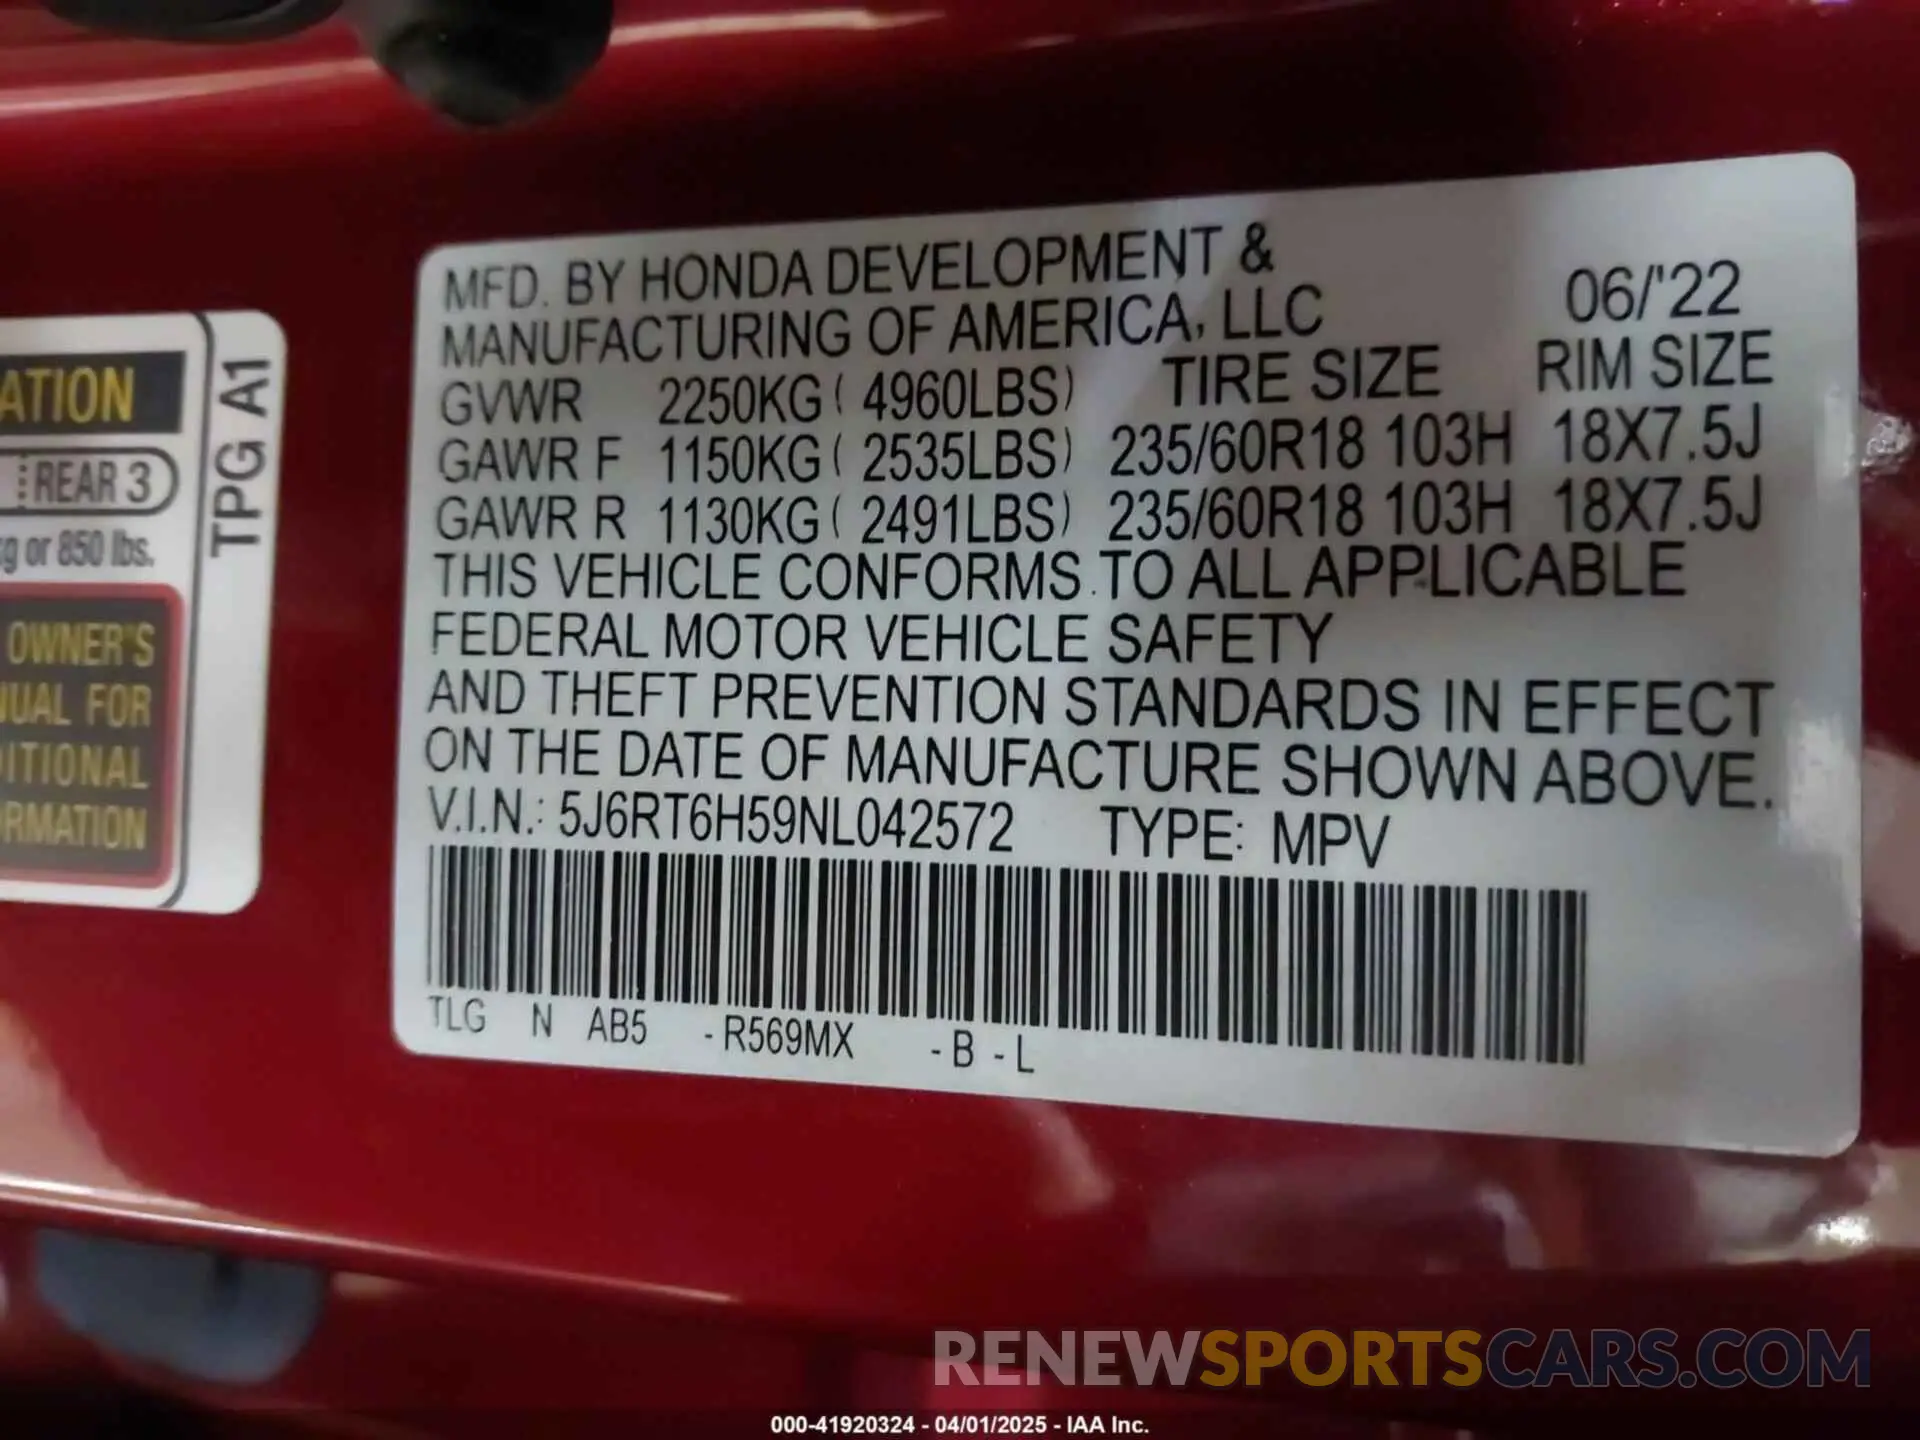 ATION
REAR 3
g or 850 lbs.
OWNER'S
UAL FOR
ITIONAL
RMATION
TPG A1
MFD. BY HONDA DEVELOPMENT &
MANUFACTURING OF AMERICA, LLC 06/'22
GVWR 2250KG ( 4960LBS) TIRE SIZE RIM SIZE
GAWR F 1150KG ( 2535LBS) 235/60R18 103H 18X7.5J
GAWR R 1130KG ( 2491LBS) 235/60R18 103H 18X7.5J
THIS VEHICLE CONFORMS TO ALL APPLICABLE
FEDERAL MOTOR VEHICLE SAFETY
AND THEFT PREVENTION STANDARDS IN EFFECT
ON THE DATE OF MANUFACTURE SHOWN ABOVE.
V.I.N.: 5J6RT6H59NL042572 TYPE: MPV
TLG N AB5 -R569MX -B -L
RENEWSPORTSCARS.COM
000-41920324 - 04/01/2025 - IAA Inc.